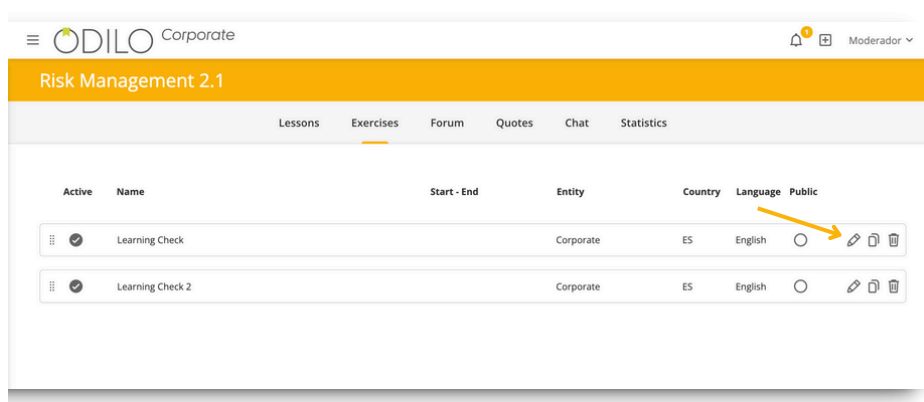 ODILO Corporate
1
Moderador
Risk Management 2.1
Lessons Exercises Forum Quotes Chat Statistics
Active Name Start - End Entity Country Language Public
Learning Check Corporate ES English
Learning Check 2 Corporate ES English